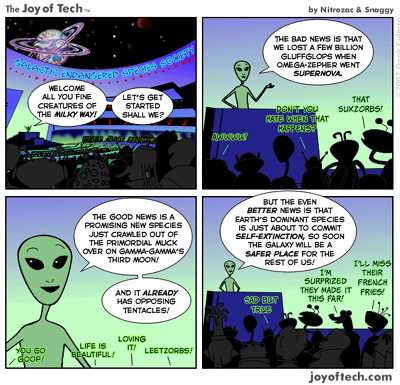 The Joy of Tech™
by Nitrozac & Snaggy
GALACTIC ENDANGERED SPECIES SOCIETY
WELCOME
ALL YOU FINE
CREATURES OF
THE MILKY WAY!
LET'S GET
STARTED
SHALL WE?
THE BAD NEWS IS THAT
WE LOST A FEW BILLION
GLUFFGLOPS WHEN
OMEGA-ZEPHER WENT
SUPERNOVA.
AWWWW!
DON'T YOU
HATE WHEN THAT
HAPPENS?
THAT
SUXZORBS!
THE GOOD NEWS IS A
PROMISING NEW SPECIES
JUST CRAWLED OUT OF
THE PRIMORDIAL MUCK
OVER ON GAMMA-GAMMA'S
THIRD MOON!
AND IT ALREADY
HAS OPPOSING
TENTACLES!
YOU GO
GOOP!
LIFE IS
BEAUTIFUL!
LOVING
IT!
LEETZORBS!
BUT THE EVEN
BETTER NEWS IS THAT
EARTH'S DOMINANT SPECIES
IS JUST ABOUT TO COMMIT
SELF-EXTINCTION, SO SOON
THE GALAXY WILL BE A
SAFER PLACE FOR THE
REST OF US!
SAD BUT
TRUE
I'M
SURPRIZED
THEY MADE IT
THIS FAR!
I'LL MISS
THEIR
FRENCH
FRIES!
©2017 Geek Culture
joyoftech.com